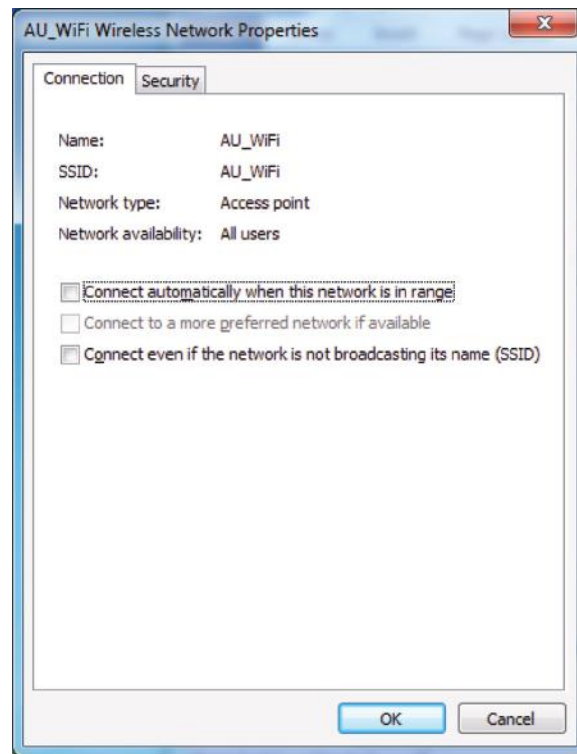 AU_WiFi Wireless Network Properties
Connection Security
Name: AU_WiFi
SSID: AU_WiFi
Network type: Access point
Network availability: All users
Connect automatically when this network is in range
Connect to a more preferred network if available
Connect even if the network is not broadcasting its name (SSID)
OK Cancel